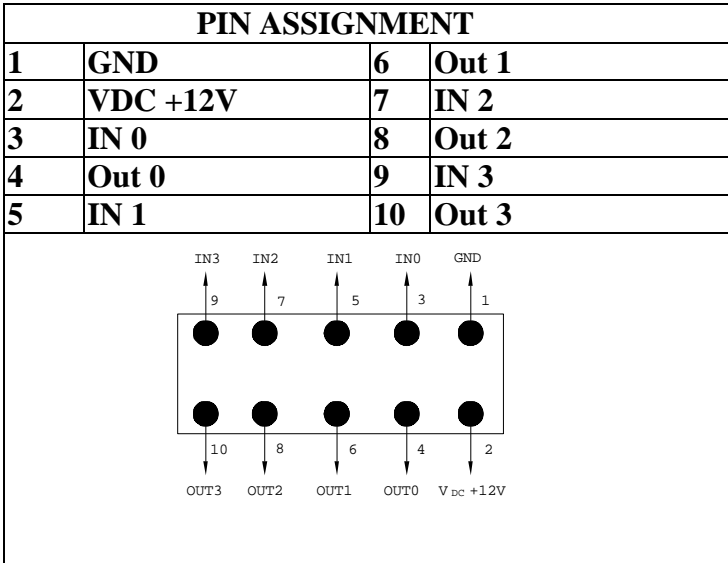 PIN ASSIGNMENT
1 GND 6 Out 1
2 VDC +12V 7 IN 2
3 IN 0 8 Out 2
4 Out 0 9 IN 3
5 IN 1 10 Out 3
IN3 IN2 IN1 IN0 GND
9 7 5 3 1
10 8 6 4 2
OUT3 OUT2 OUT1 OUT0 V DC +12V